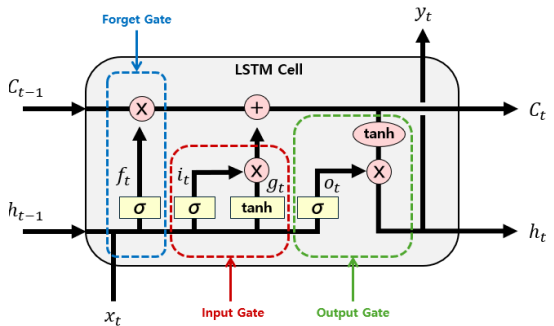 Forget Gate
y_t
LSTM Cell
C_{t-1}
X
+
C_t
tanh
f_t
i_t
X
g_t
o_t
X
σ
σ
tanh
σ
h_{t-1}
h_t
x_t
Input Gate
Output Gate